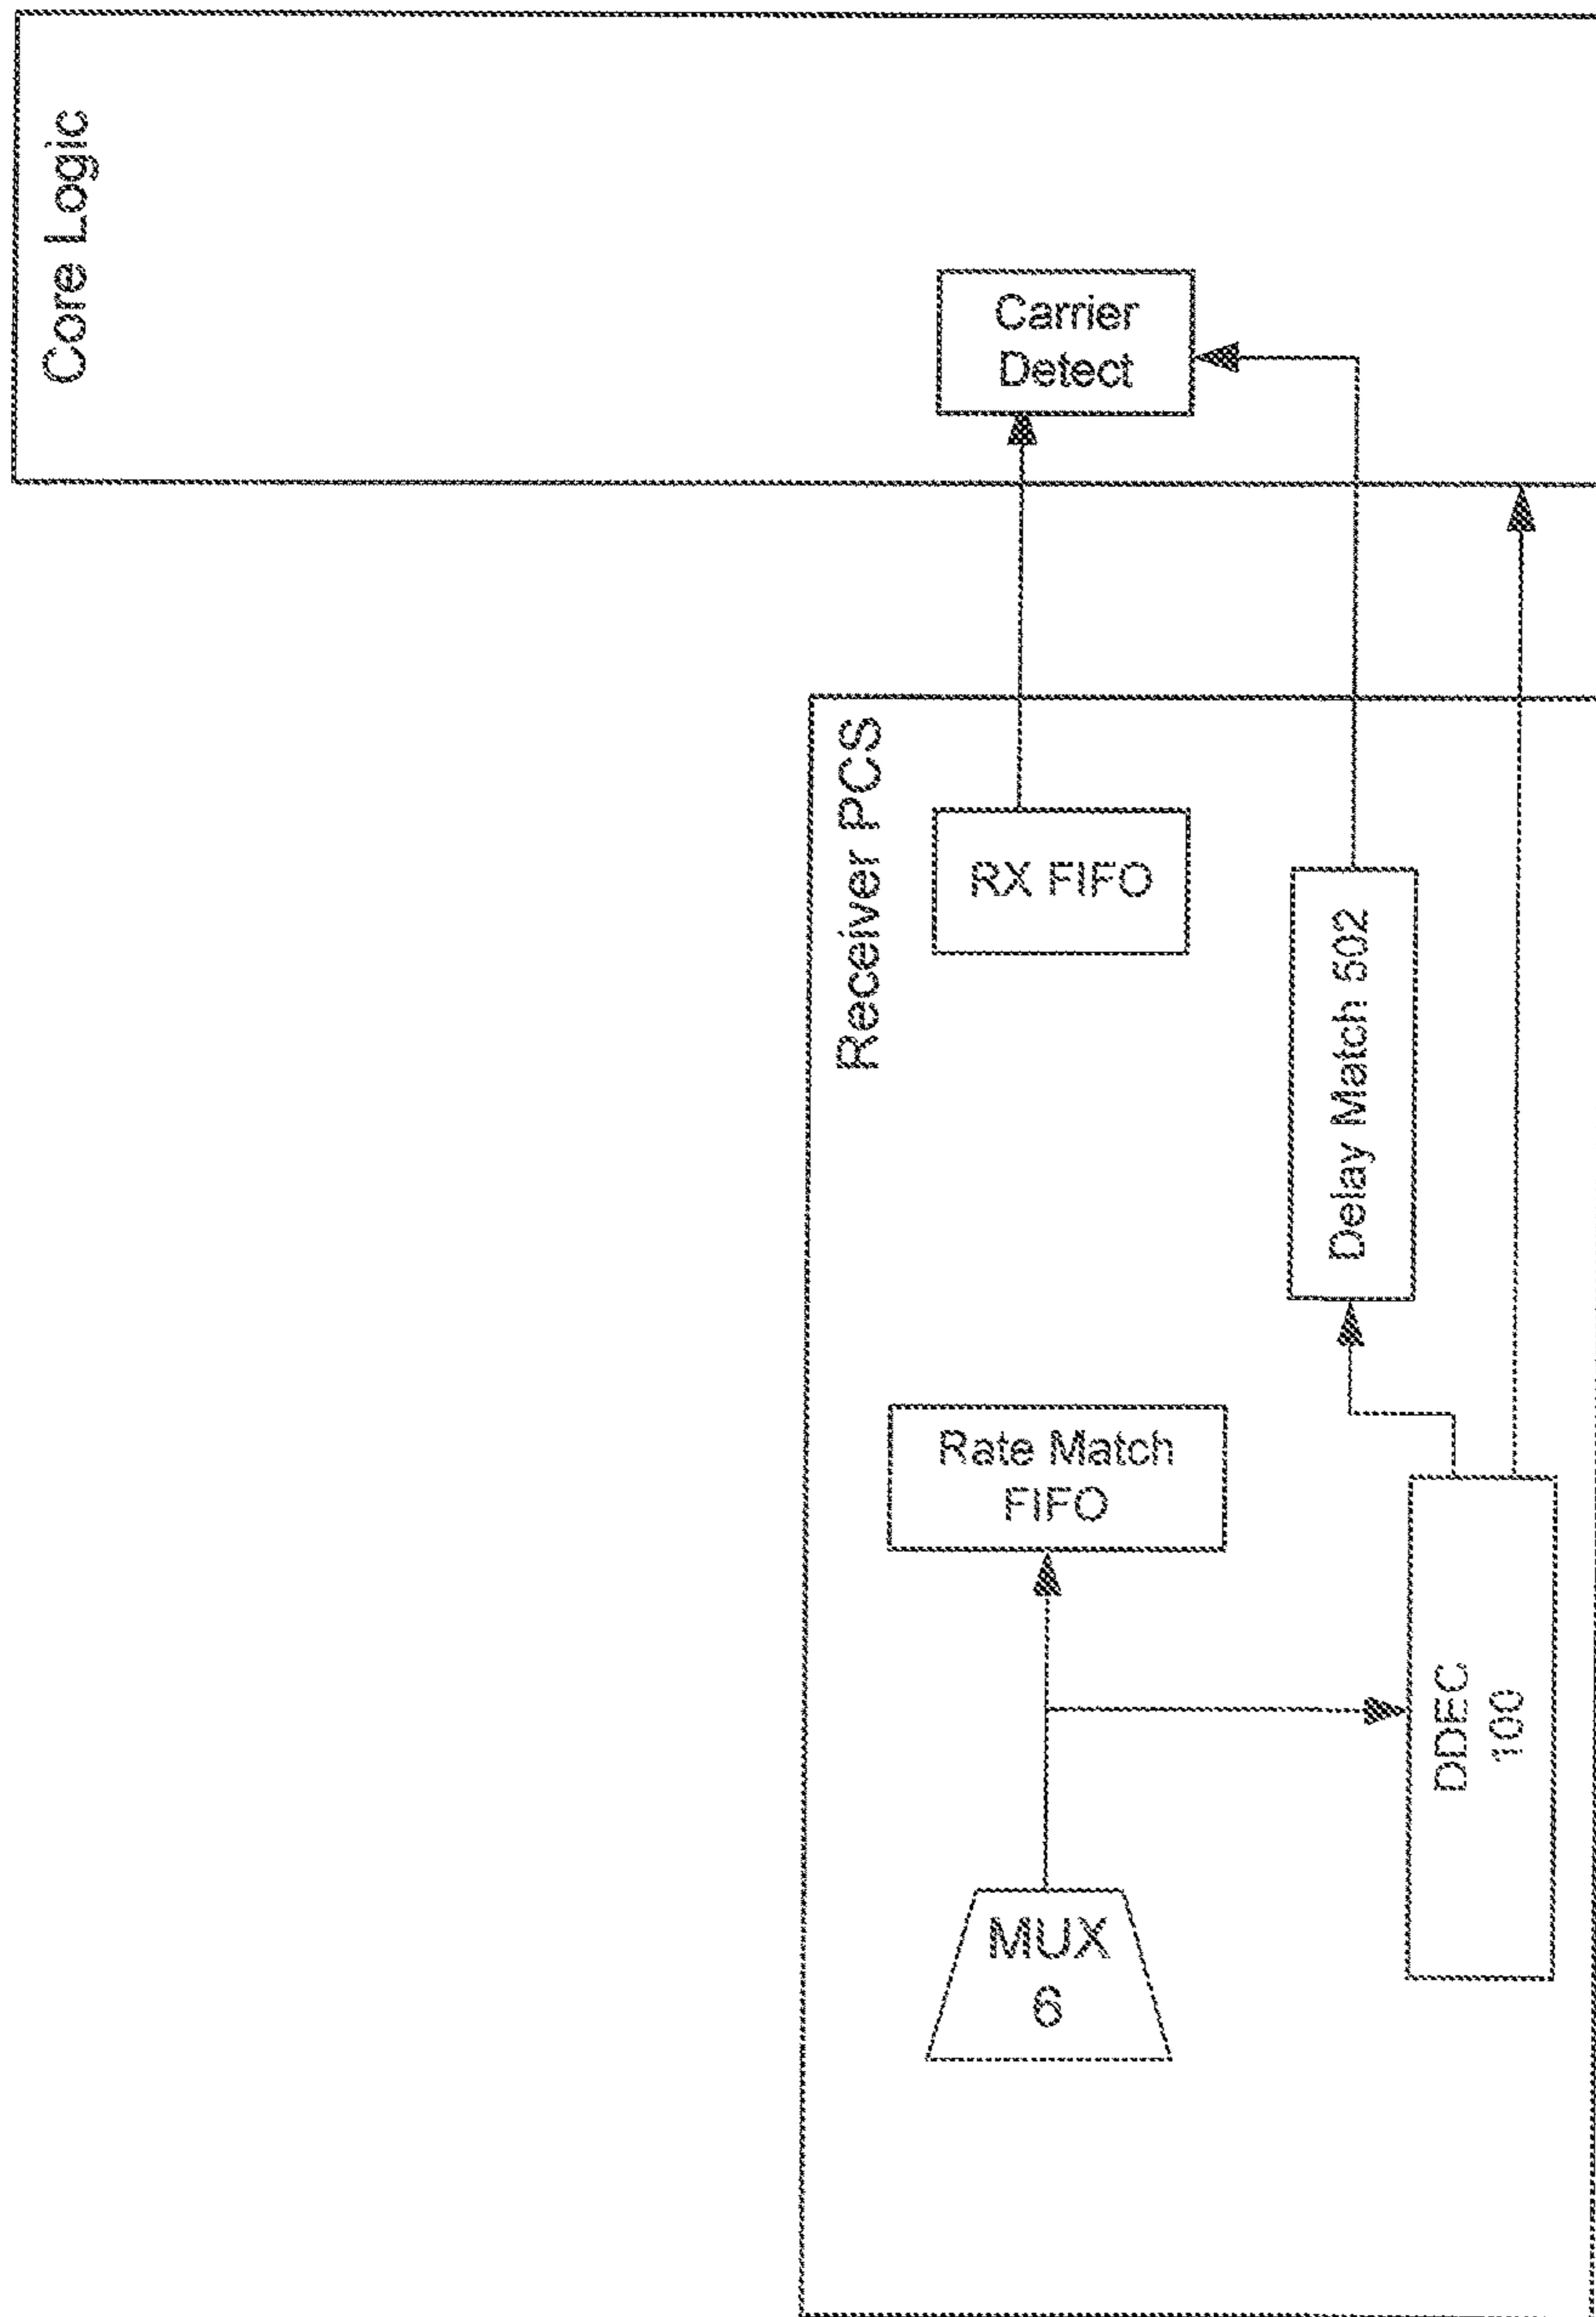 Core Logic
Carrier
Detect
Receiver PCS
RX FIFO
Delay Match 502
Rate Match
FIFO
DDEC
100
MUX
6